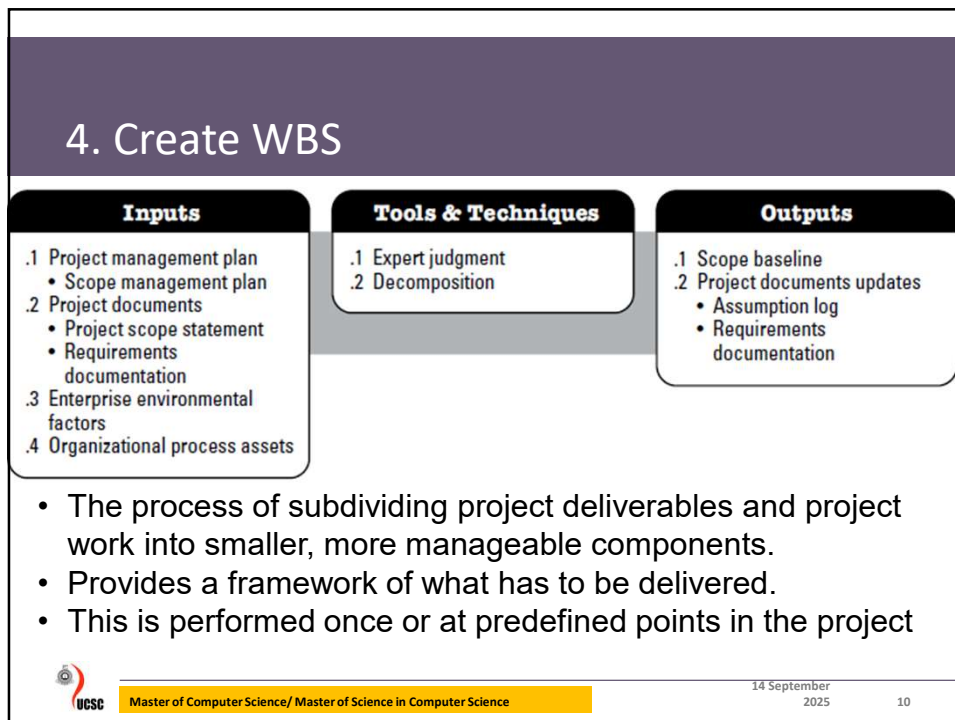 4. Create WBS
Inputs
.1 Project management plan
• Scope management plan
.2 Project documents
• Project scope statement
• Requirements
documentation
.3 Enterprise environmental
factors
.4 Organizational process assets
Tools & Techniques
.1 Expert judgment
.2 Decomposition
Outputs
.1 Scope baseline
.2 Project documents updates
• Assumption log
• Requirements
documentation
• The process of subdividing project deliverables and project
work into smaller, more manageable components.
• Provides a framework of what has to be delivered.
• This is performed once or at predefined points in the project
UCSC
Master of Computer Science/ Master of Science in Computer Science
14 September
2025
10